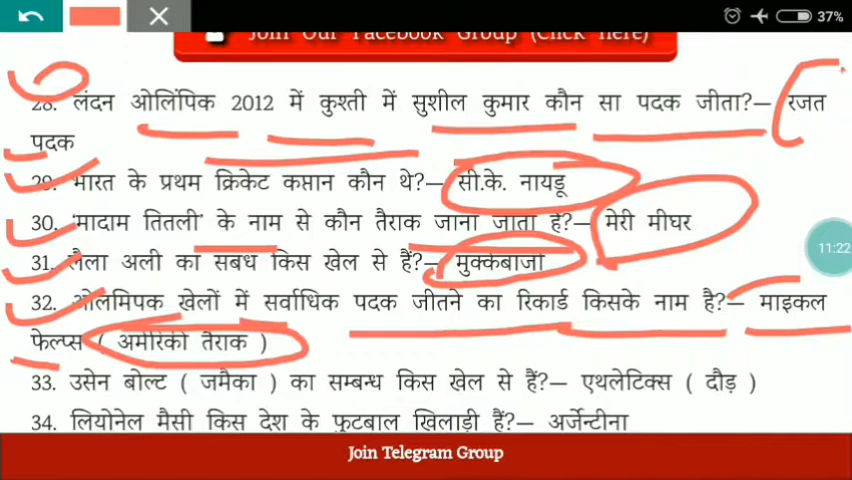 37%
Join Our Facebook Group (Click Here)
28. लंदन ओलिंपिक 2012 में कुश्ती में सुशील कुमार कौन सा पदक जीता?— रजत
पदक
29. भारत के प्रथम क्रिकेट कप्तान कौन थे?— सी.के. नायडू
30. 'मादाम तितली' के नाम से कौन तैराक जाना जाता है?— मेरी मीघर
31. लैला अली का संबंध किस खेल से हैं?— मुक्केबाजी
32. ओलमिपक खेलों में सर्वाधिक पदक जीतने का रिकार्ड किसके नाम है?— माइकल
फेल्प्स ( अमेरिकी तैराक )
33. उसेन बोल्ट ( जमैका ) का सम्बन्ध किस खेल से हैं?— एथलेटिक्स ( दौड़ )
34. लियोनेल मैसी किस देश के फुटबाल खिलाड़ी हैं?— अर्जेन्टीना
11:22
Join Telegram Group